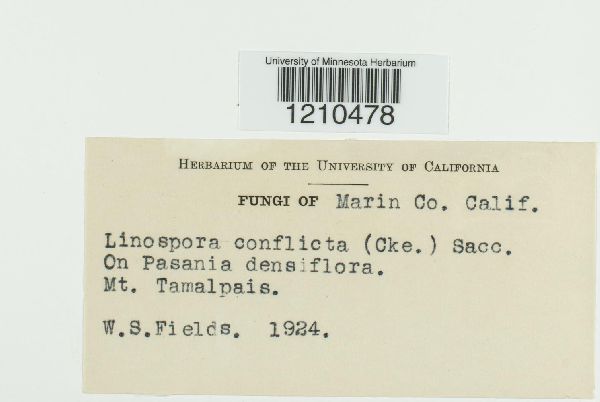 University of Minnesota Herbarium
1210478
HERBARIUM OF THE UNIVERSITY OF CALIFORNIA
FUNGI OF Marin Co. Calif.
Linospora conflicta (Cke.) Sacc.
On Pasania densiflora.
Mt. Tamalpais.
W.S.Fields. 1924.